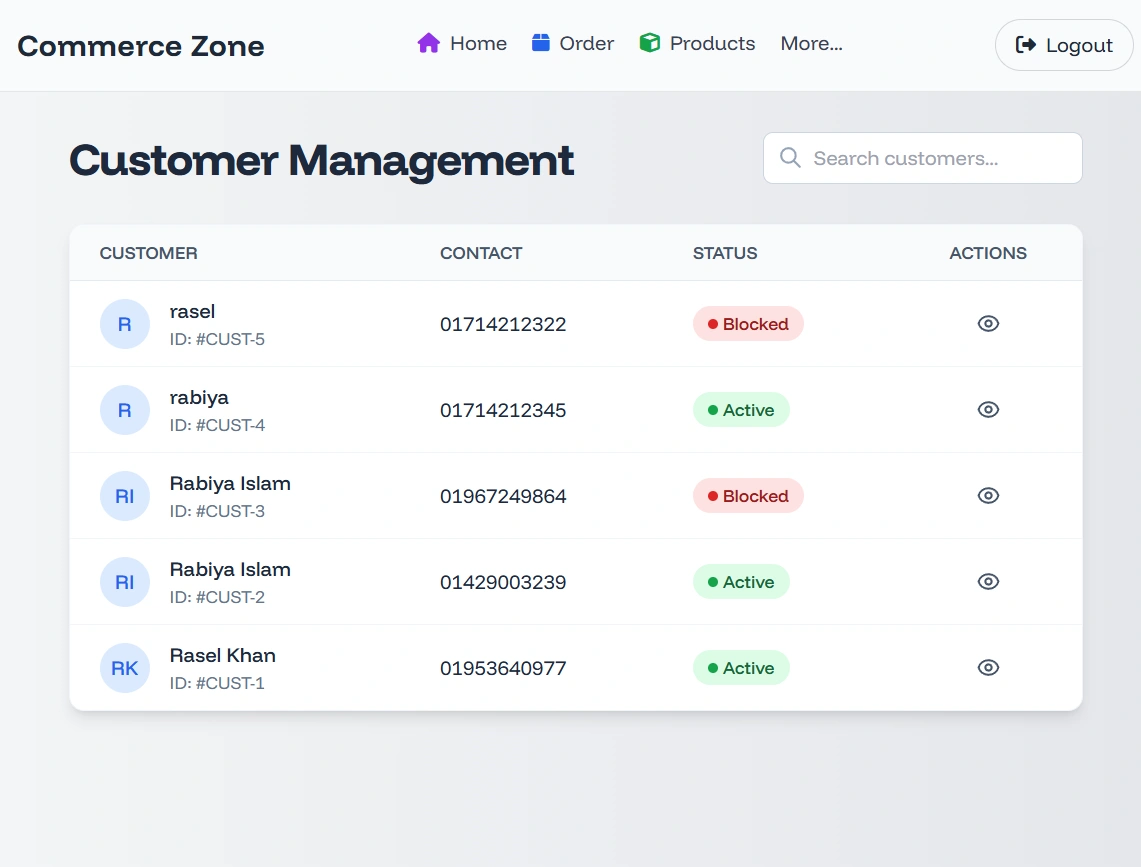 Commerce Zone
Home Order Products More... Logout
Customer Management
Search customers...
CUSTOMER CONTACT STATUS ACTIONS
R rasel 01714212322 Blocked
ID: #CUST-5
R rabiya 01714212345 Active
ID: #CUST-4
RI Rabiya Islam 01967249864 Blocked
ID: #CUST-3
RI Rabiya Islam 01429003239 Active
ID: #CUST-2
RK Rasel Khan 01953640977 Active
ID: #CUST-1